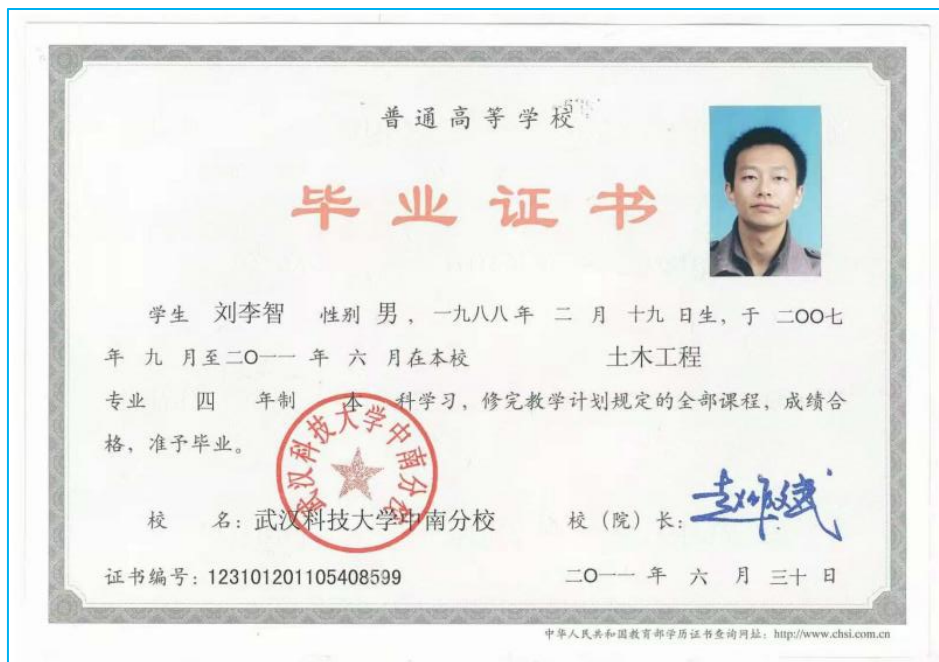 普通高等学校
毕业证书
学生 刘李智 性别 男，一九八八年 二 月 十九 日生，于 二〇〇七
年 九 月至二〇一一 年 六 月在本校 土木工程
专业 四 年制 本 科学习，修完教学计划规定的全部课程，成绩合
格，准予毕业。
武汉科技大学中南分校
校 名：武汉科技大学中南分校 校（院）长：赵作斌
证书编号：123101201105408599 二〇一一 年 六 月 三十 日
中华人民共和国教育部学历证书查询网址：http://www.chsi.com.cn